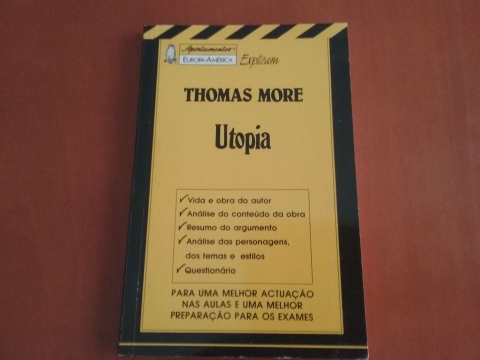 Apontamentos
EUROPA-AMÉRICA Explicam
THOMAS MORE
Utopia
✓Vida e obra do autor
✓Análise do conteúdo da obra
✓Resumo do argumento
✓Análise das personagens,
dos temas e estilos
✓Questionário
PARA UMA MELHOR ACTUAÇÃO
NAS AULAS E UMA MELHOR
PREPARAÇÃO PARA OS EXAMES